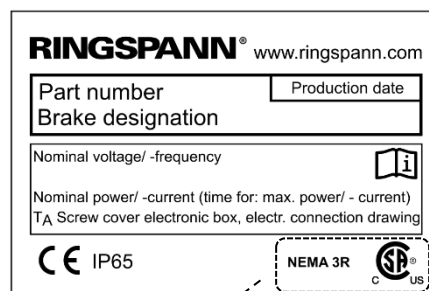 RINGSPANN® www.ringspann.com
Part number
Production date
Brake designation
Nominal voltage/ -frequency
i
Nominal power/ -current (time for: max. power/ - current)
TA Screw cover electronic box, electr. connection drawing
CE IP65
NEMA 3R
C SA ® US